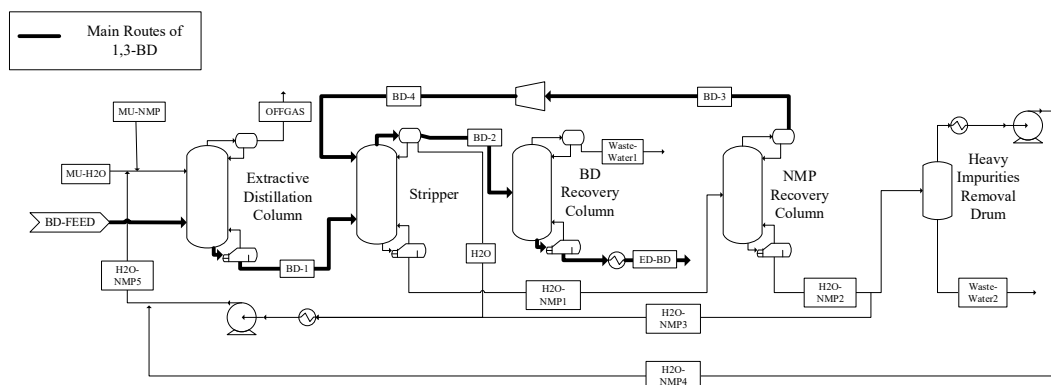 Main Routes of
1,3-BD
MU-NMP
OFFGAS
BD-4
BD-3
BD-2
Waste-
Water1
MU-H2O
Extractive
Distillation
Column
Stripper
BD
Recovery
Column
NMP
Recovery
Column
Heavy
Impurities
Removal
Drum
BD-FEED
H2O
BD-1
ED-BD
H2O-
NMP5
H2O-
NMP1
H2O-
NMP2
Waste-
Water2
H2O-
NMP3
H2O-
NMP4